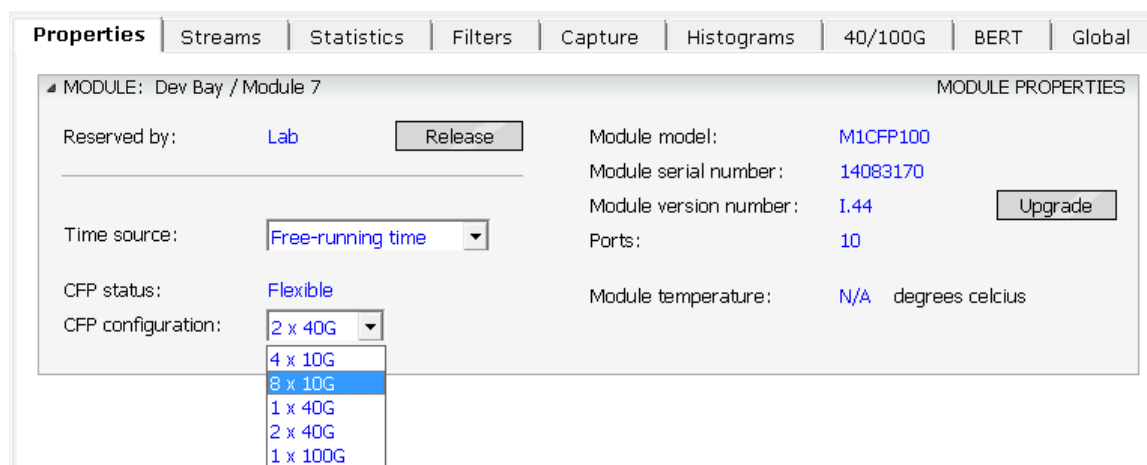 Properties Streams Statistics Filters Capture Histograms 40/100G BERT Global
MODULE: Dev Bay / Module 7 MODULE PROPERTIES
Reserved by: Lab Release Module model: M1CFP100
Module serial number: 14083170
Module version number: I.44 Upgrade
Time source: Free-running time Ports: 10
CFP status: Flexible Module temperature: N/A degrees celcius
CFP configuration: 2 x 40G
4 x 10G
8 x 10G
1 x 40G
2 x 40G
1 x 100G